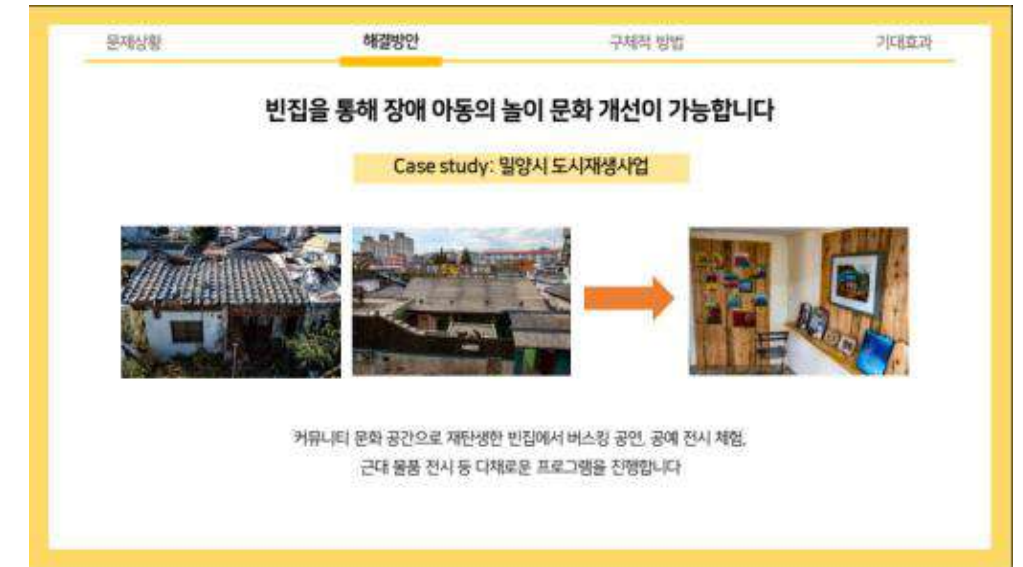 문제상황
해결방안
구체적 방법
기대효과
빈집을 통해 장애 아동의 놀이 문화 개선이 가능합니다
Case study: 밀양시 도시재생사업
커뮤니티 문화 공간으로 재탄생한 빈집에서 버스킹 공연, 공예 전시 체험,
근대 물품 전시 등 다채로운 프로그램을 진행합니다